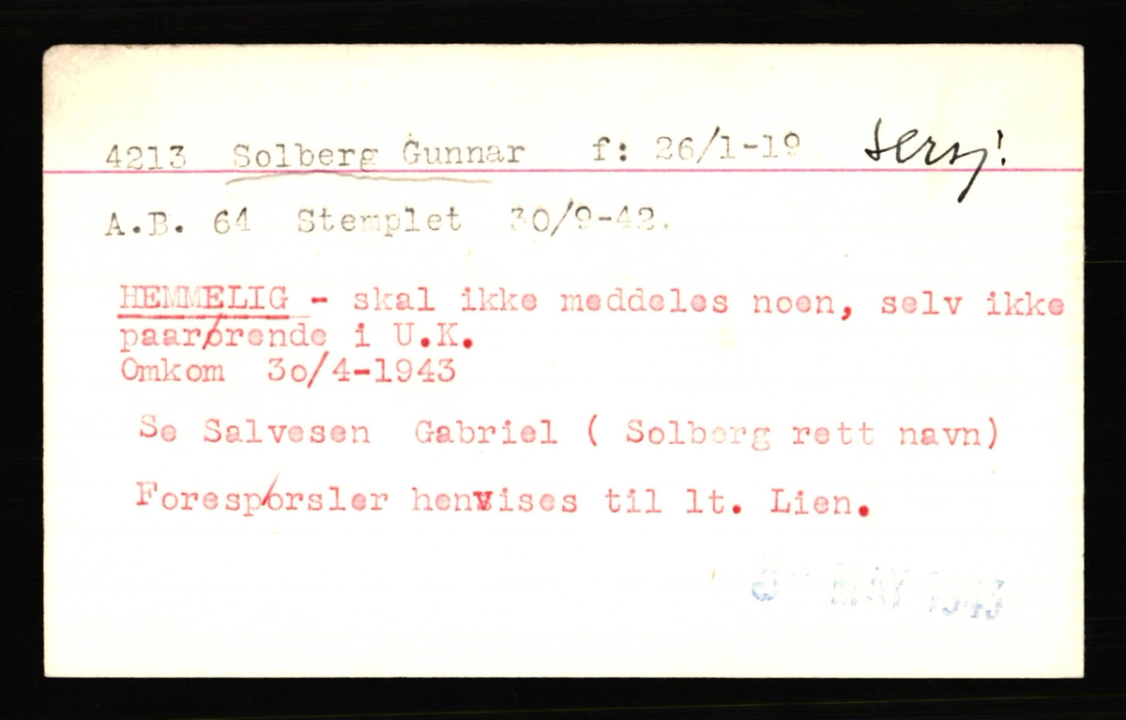 4213 Solberg Gunnar f: 26/1-19 sersj!
A.B. 64 Stemplet 30/9-42.
HEMMELIG - skal ikke meddeles noen, selv ikke
paarørende i U.K.
Omkom 3o/4-1943
Se Salvesen Gabriel ( Solberg rett navn)
Forespørsler henvises til lt. Lien.